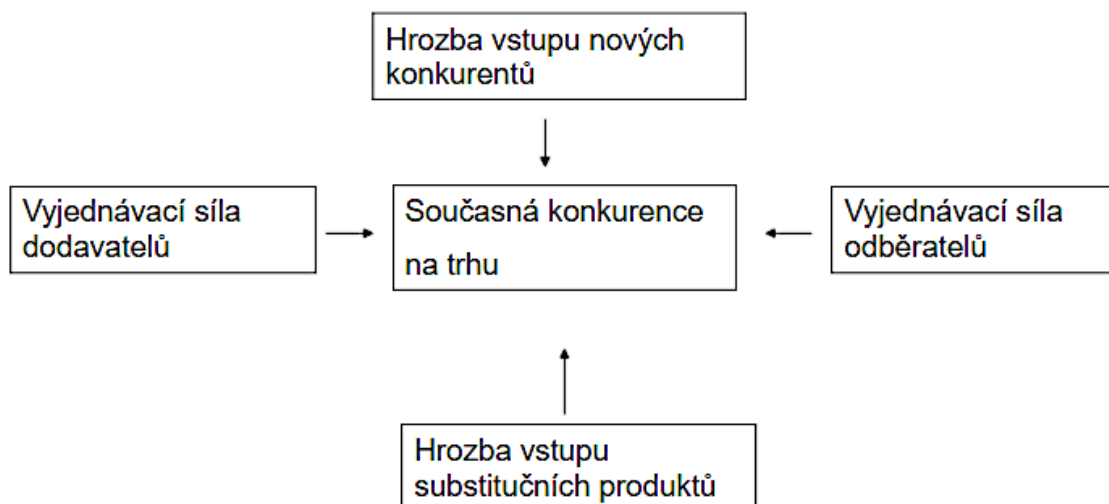 Hrozba vstupu nových
konkurentů
Vyjednávací síla
dodavatelů
Současná konkurence
na trhu
Vyjednávací síla
odběratelů
Hrozba vstupu
substitučních produktů